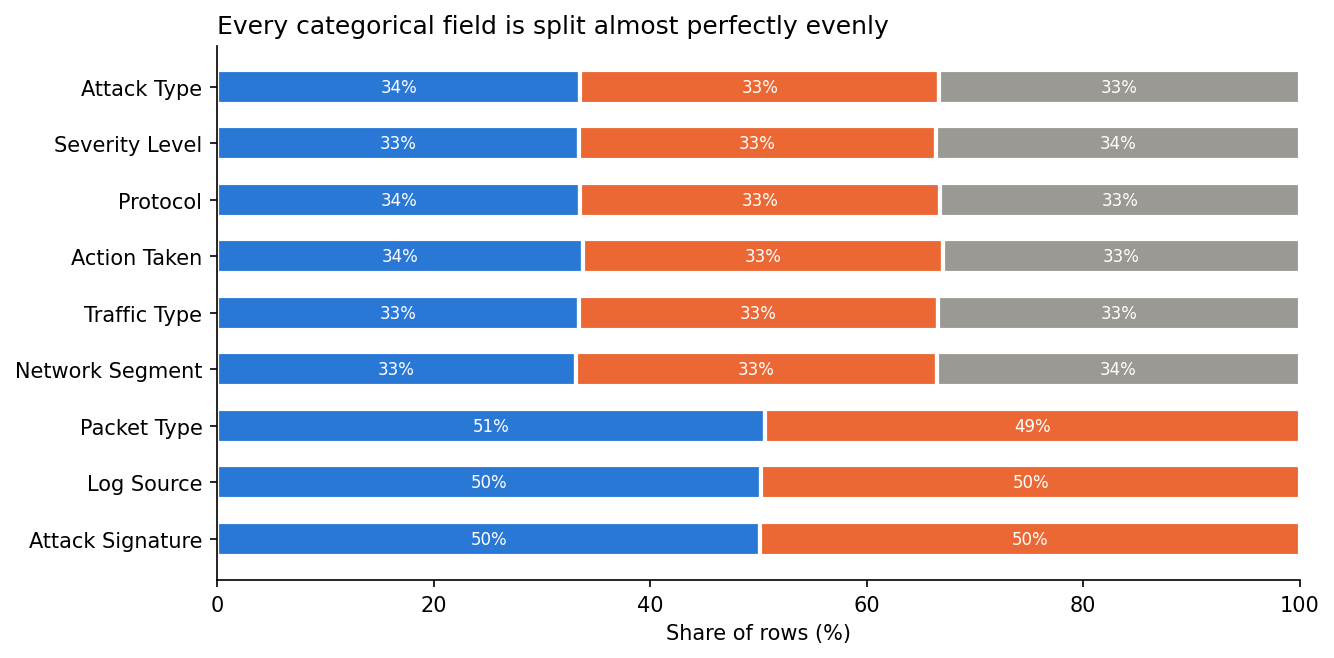 Every categorical field is split almost perfectly evenly
Attack Type 34% 33% 33%
Severity Level 33% 33% 34%
Protocol 34% 33% 33%
Action Taken 34% 33% 33%
Traffic Type 33% 33% 33%
Network Segment 33% 33% 34%
Packet Type 51% 49%
Log Source 50% 50%
Attack Signature 50% 50%
0 20 40 60 80 100
Share of rows (%)